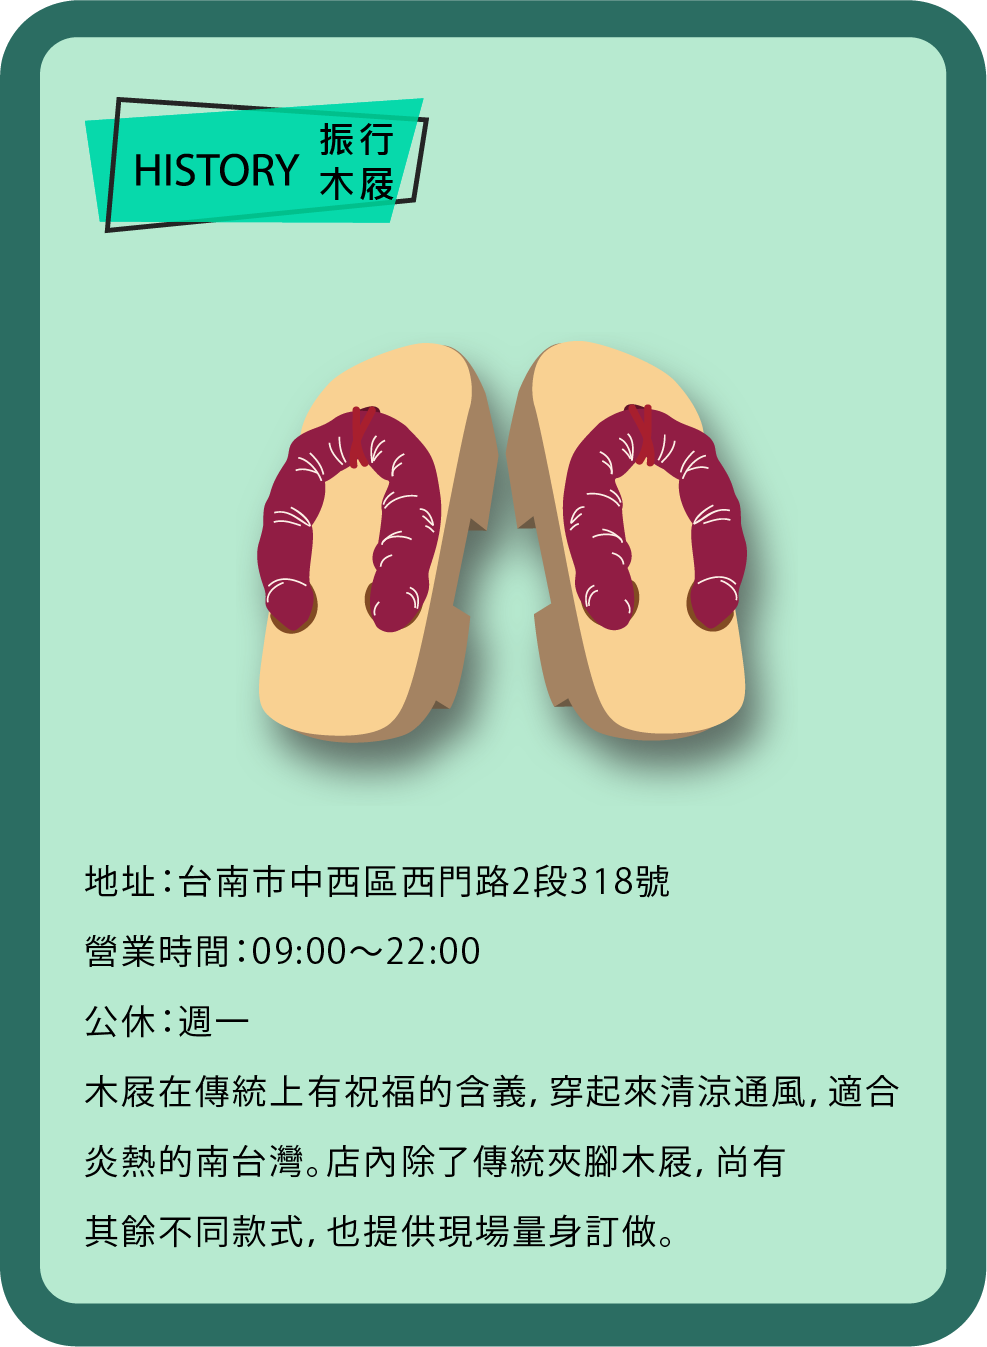 HISTORY
振行
木屐
地址：台南市中西區西門路2段318號
營業時間：09:00～22:00
公休：週一
木屐在傳統上有祝福的含義，穿起來清涼通風，適合
炎熱的南台灣。店內除了傳統夾腳木屐，尚有
其餘不同款式，也提供現場量身訂做。